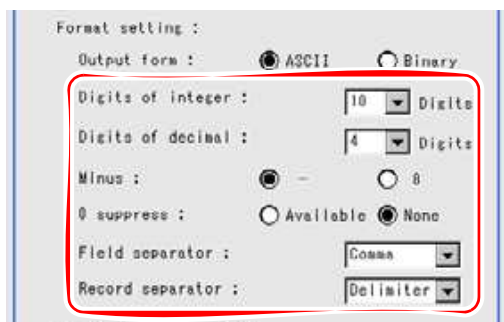 Format setting :
Output form : ASCII Binary
Digits of integer : 10 Digits
Digits of decimal : 4 Digits
Minus : - 0
0 suppress : Available None
Field separator : Comma
Record separator : Delimiter